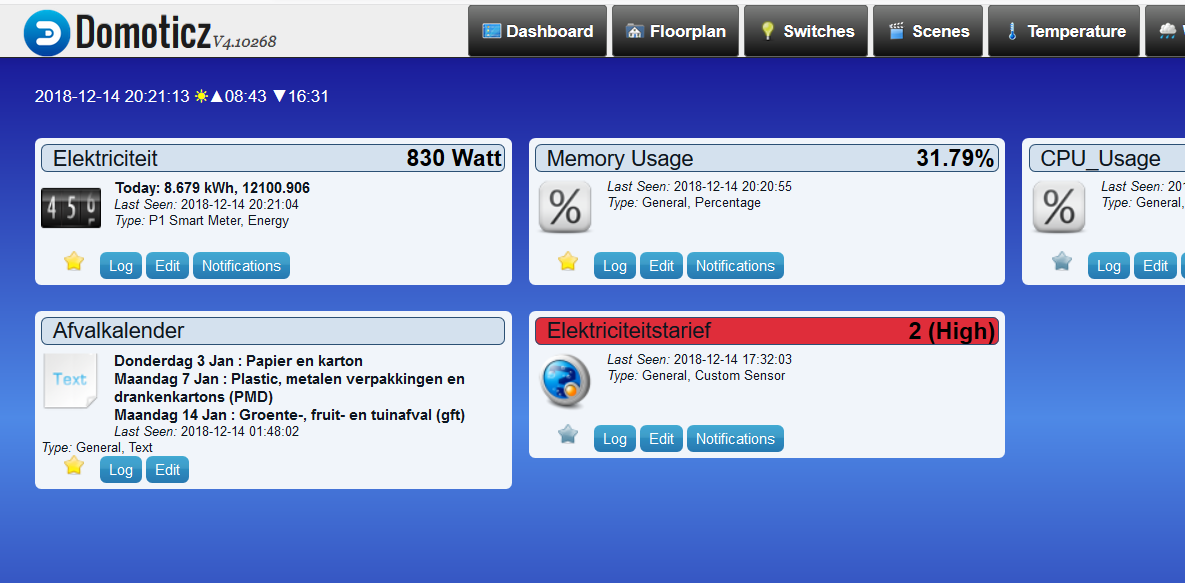 Domoticz V4.10268
Dashboard Floorplan Switches Scenes Temperature
2018-12-14 20:21:13 ▲08:43 ▼16:31
Elektriciteit 830 Watt
Today: 8.679 kWh, 12100.906
Last Seen: 2018-12-14 20:21:04
Type: P1 Smart Meter, Energy
Log Edit Notifications
Memory Usage 31.79%
%
Last Seen: 2018-12-14 20:20:55
Type: General, Percentage
Log Edit Notifications
CPU_Usage
%
Last Seen: 201
Type: General,
Log Edit
Afvalkalender
Text
Donderdag 3 Jan : Papier en karton
Maandag 7 Jan : Plastic, metalen verpakkingen en
drankenkartons (PMD)
Maandag 14 Jan : Groente-, fruit- en tuinafval (gft)
Last Seen: 2018-12-14 01:48:02
Type: General, Text
Log Edit
Elektriciteitstarief 2 (High)
Last Seen: 2018-12-14 17:32:03
Type: General, Custom Sensor
Log Edit Notifications